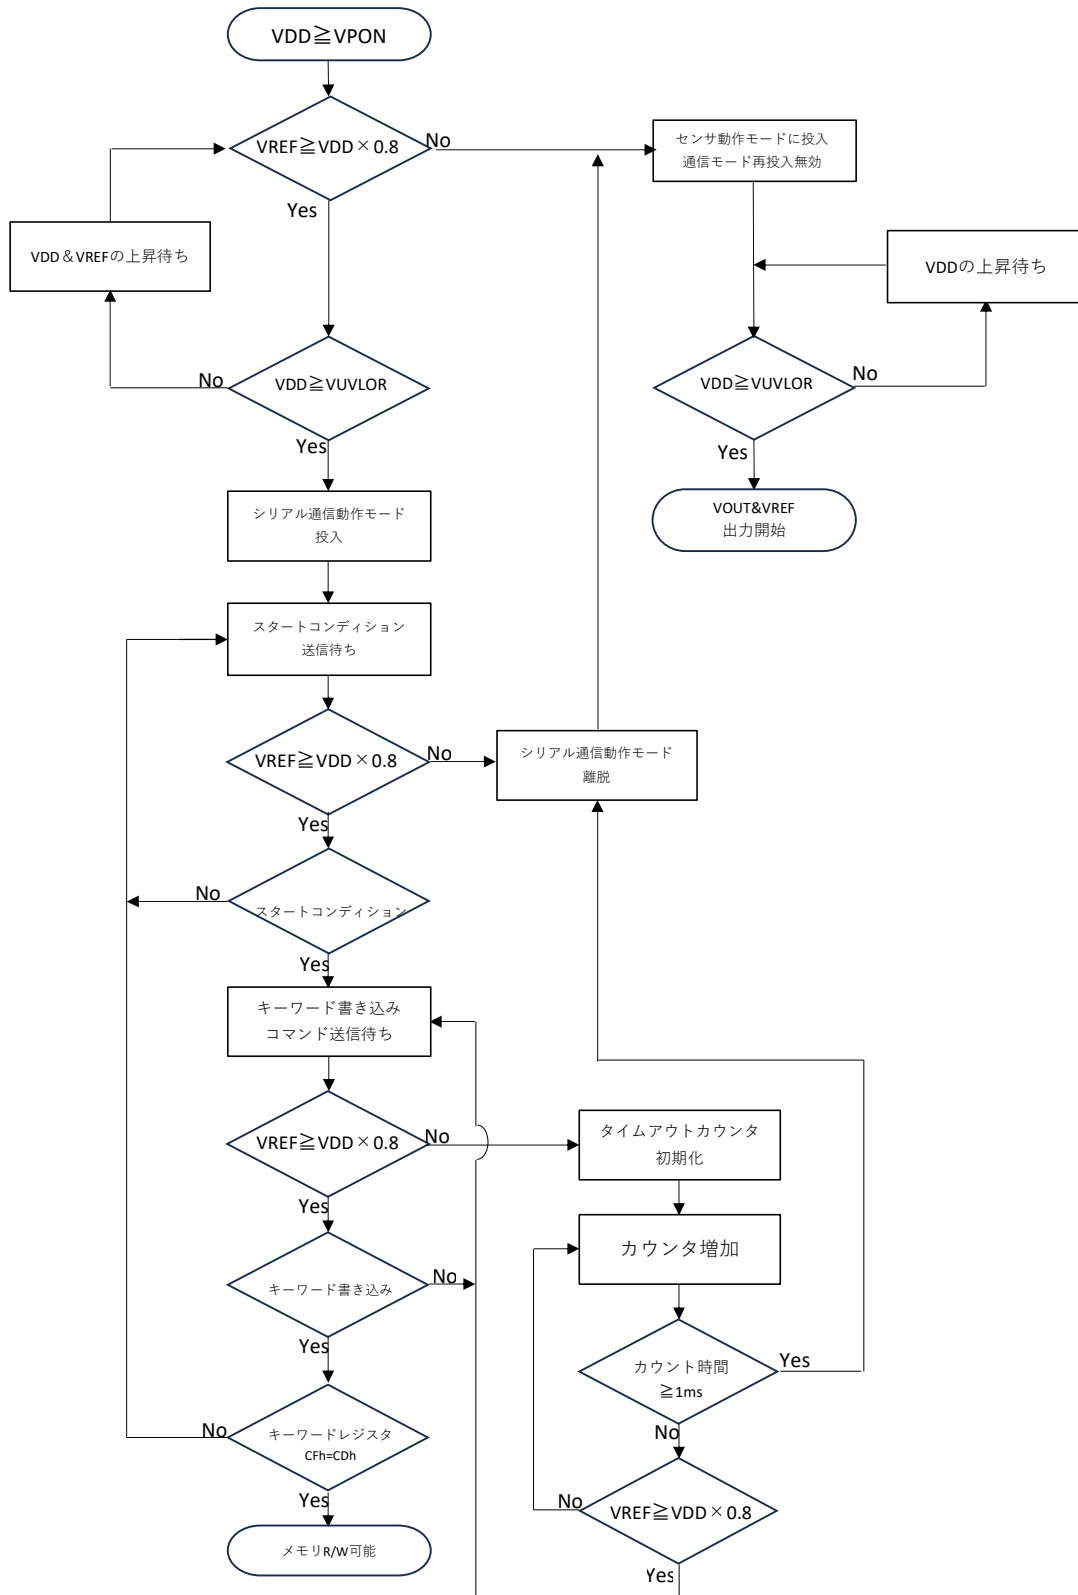 VDD≧VPON
VREF≧VDD×0.8
No
Yes
センサ動作モードに投入
通信モード再投入無効
VDD＆VREFの上昇待ち
VDDの上昇待ち
VDD≧VUVLOR
No
Yes
VDD≧VUVLOR
No
Yes
VOUT&VREF
出力開始
シリアル通信動作モード
投入
スタートコンディション
送信待ち
VREF≧VDD×0.8
No
Yes
シリアル通信動作モード
離脱
スタートコンディション
No
Yes
キーワード書き込み
コマンド送信待ち
VREF≧VDD×0.8
No
Yes
タイムアウトカウンタ
初期化
カウンタ増加
キーワード書き込み
No
Yes
カウント時間
≧1ms
Yes
No
キーワードレジスタ
CFh=CDh
No
Yes
VREF≧VDD×0.8
No
Yes
メモリR/W可能